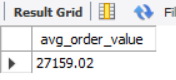 Result Grid
avg_order_value
27159.02